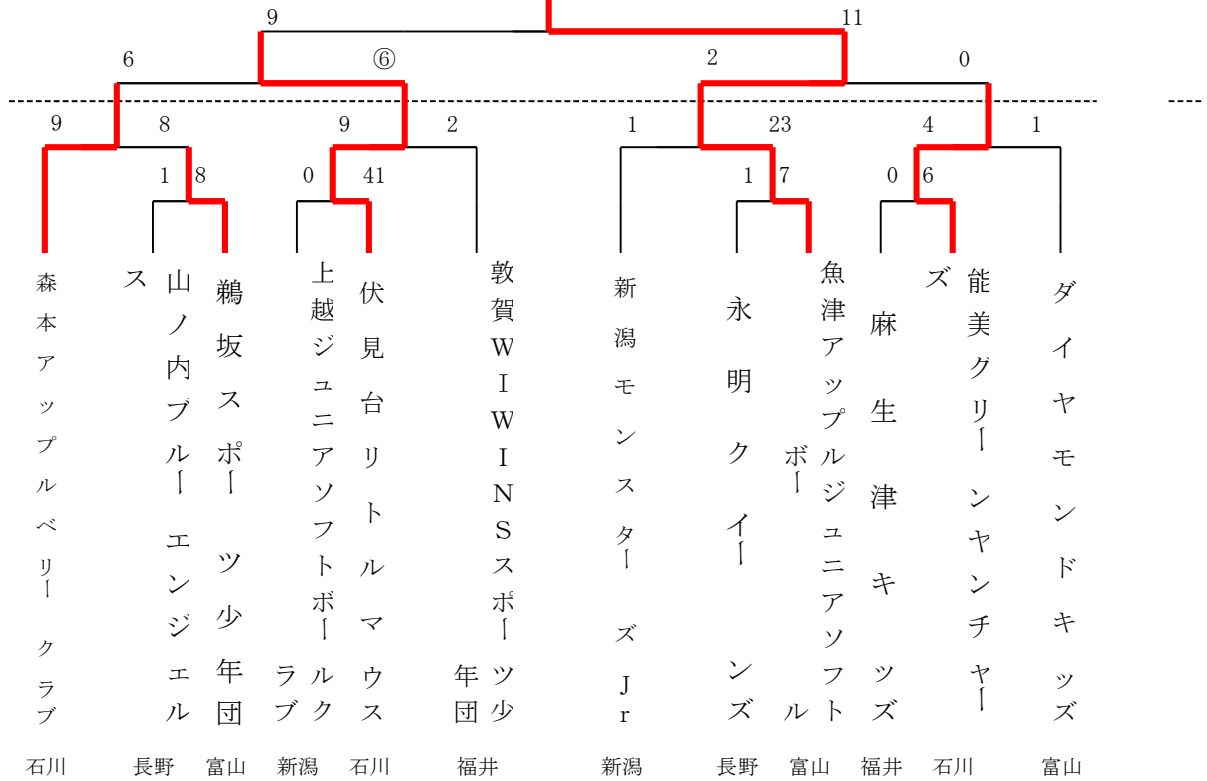 9 11
6 ⑥ 2 0
9 8 9 2 1 23 4 1
1 8 0 41 1 7 0 6
森本アップルベリークラブ
山ノ内ブルーエンジェル
ス
鵜坂スポーツ少年団
上越ジュニアソフトボールク
ラブ
伏見台リトルマウス
敦賀WIWINSスポーツ少
年団
新潟モンスターズJr
永明クイーンズ
魚津アップルジュニアソフト
ボール
麻生津キッズ
能美グリーンヤンチャー
ズ
ダイヤモンドキッズ
石川 長野 富山 新潟 石川 福井 新潟 長野 富山 福井 石川 富山